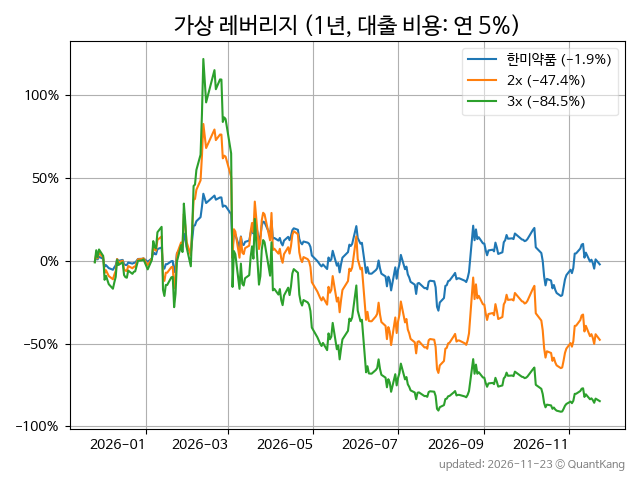 가상 레버리지 (1년, 대출 비용: 연 5%)
한미약품 (-1.9%)
2x (-47.4%)
3x (-84.5%)
100%
50%
0%
−50%
−100%
2026-01
2026-03
2026-05
2026-07
2026-09
2026-11
updated: 2026-11-23 © QuantKang